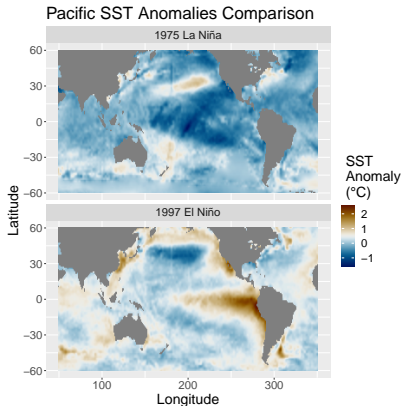 Pacific SST Anomalies Comparison
1975 La Niña
60
30
0
−30
−60
1997 El Niño
60
30
0
−30
−60
100
200
300
Longitude
Latitude
SST
Anomaly
(°C)
2
1
0
−1